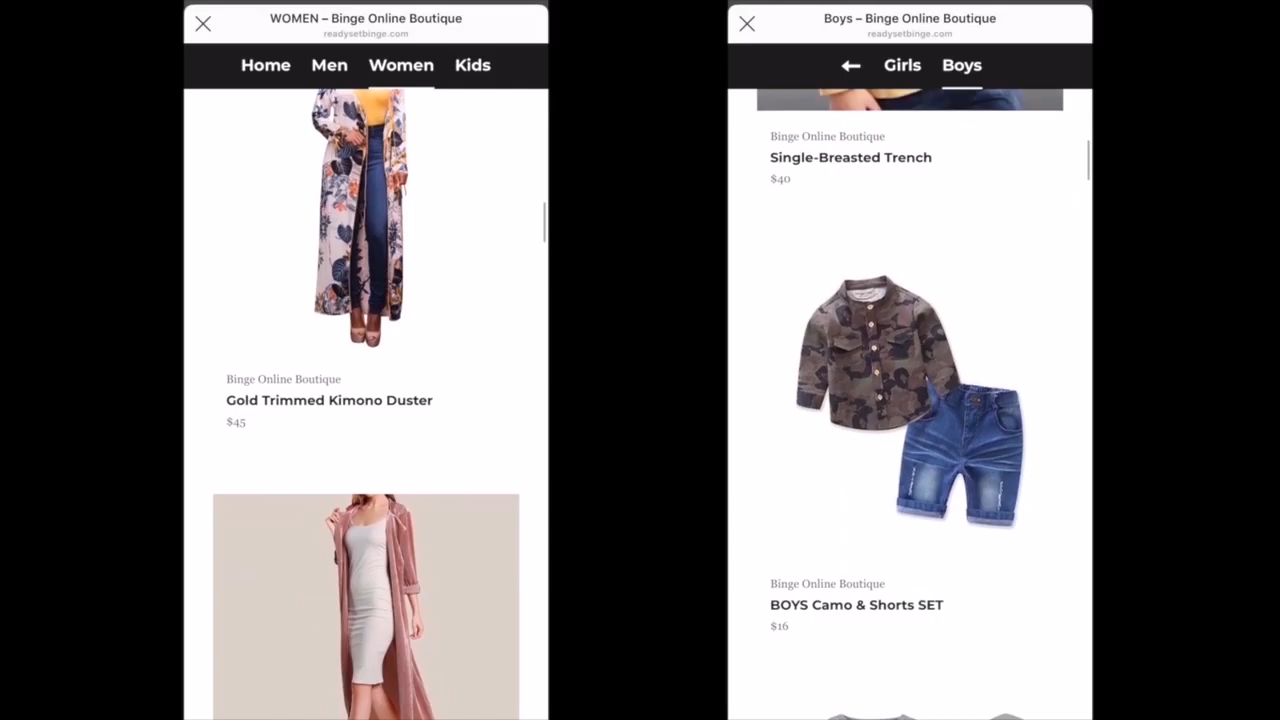 WOMEN – Binge Online Boutique
readysetbinge.com
Home Men Women Kids
Binge Online Boutique
Gold Trimmed Kimono Duster
$45
Boys – Binge Online Boutique
readysetbinge.com
Girls Boys
Binge Online Boutique
Single-Breasted Trench
$40
Binge Online Boutique
BOYS Camo & Shorts SET
$16